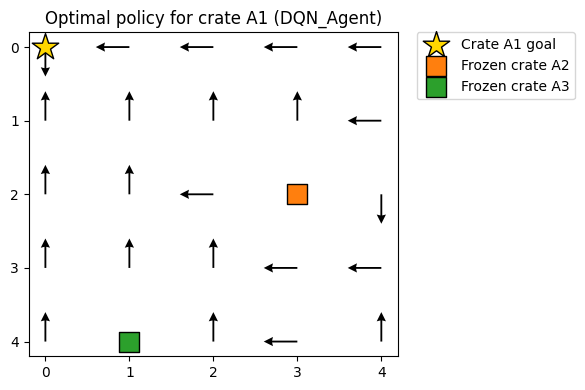 Optimal policy for crate A1 (DQN_Agent)
Crate A1 goal
Frozen crate A2
Frozen crate A3
0
1
2
3
4
0 1 2 3 4